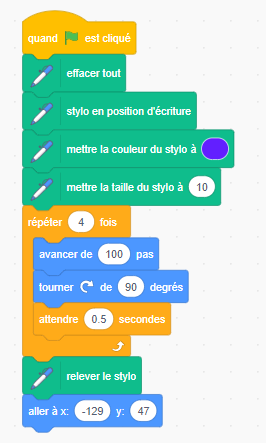 quand est cliqué
effacer tout
stylo en position d'écriture
mettre la couleur du stylo à
mettre la taille du stylo à 10
répéter 4 fois
avancer de 100 pas
tourner de 90 degrés
attendre 0.5 secondes
relever le stylo
aller à x: -129 y: 47